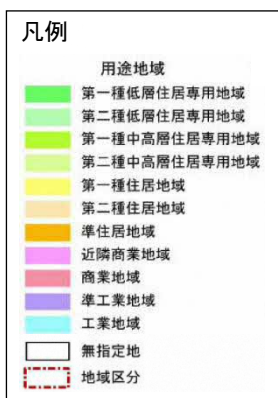 凡例
用途地域
第一種低層住居専用地域
第二種低層住居専用地域
第一種中高層住居専用地域
第二種中高層住居専用地域
第一種住居地域
第二種住居地域
準住居地域
近隣商業地域
商業地域
準工業地域
工業地域
無指定地
地域区分